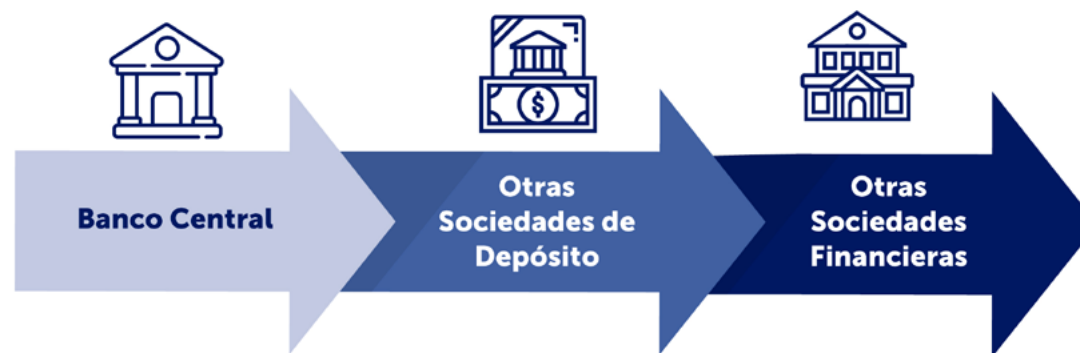 Banco Central
Otras
Sociedades de
Depósito
Otras
Sociedades
Financieras
$